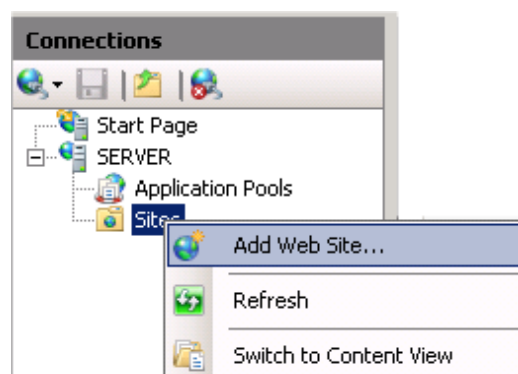 Connections
Start Page
SERVER
Application Pools
Sites
Add Web Site...
Refresh
Switch to Content View